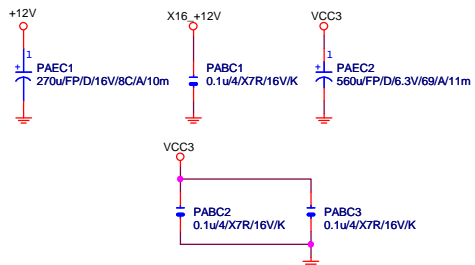 +12V
X16_+12V
VCC3
1
1
+
PAEC1
270u/FP/D/16V/8C/A/10m
PABC1
0.1u/4/X7R/16V/K
+
PAEC2
560u/FP/D/6.3V/69/A/11m
VCC3
PABC2
0.1u/4/X7R/16V/K
PABC3
0.1u/4/X7R/16V/K